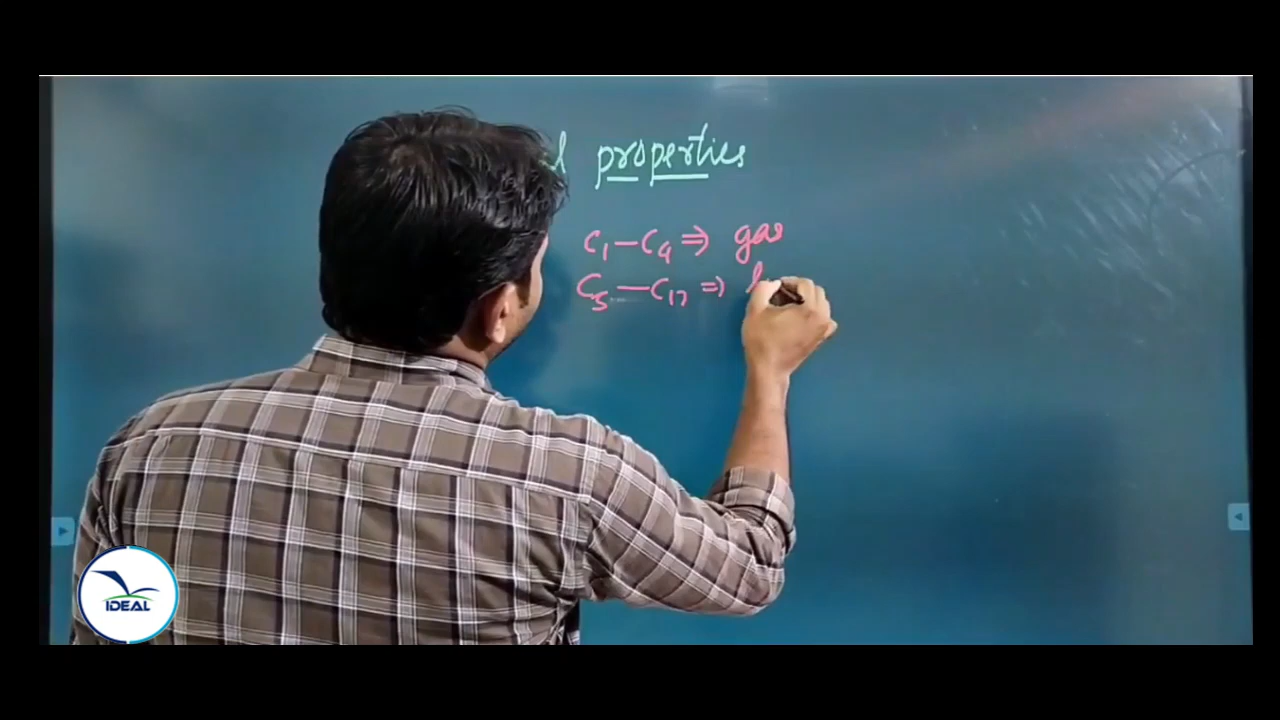 properties
C₁ — C₄ ⇒ gas
C₅ — C₁₇ ⇒
IDEAL